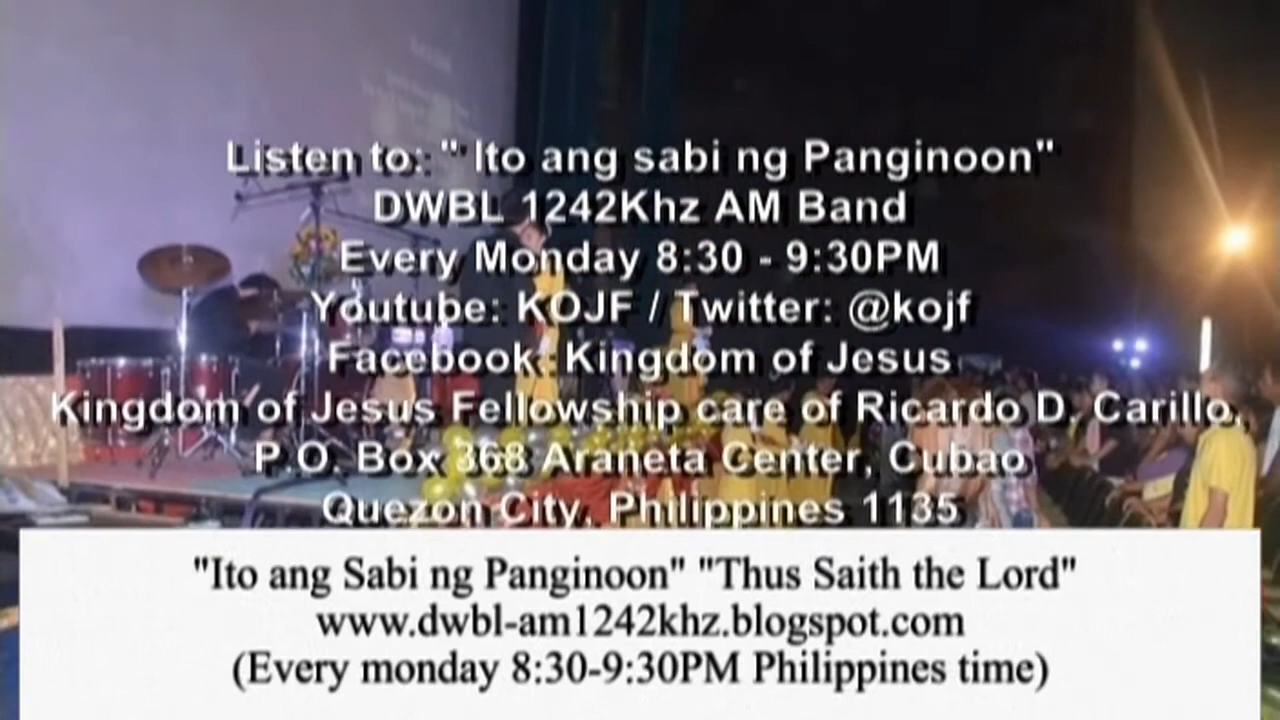 Listen to: " Ito ang sabi ng Panginoon"
DWBL 1242Khz AM Band
Every Monday 8:30 - 9:30PM
Youtube: KOJF / Twitter: @kojf
Facebook: Kingdom of Jesus
Kingdom of Jesus Fellowship care of Ricardo D. Carillo,
P.O. Box 368 Araneta Center, Cubao
Quezon City, Philippines 1135
"Ito ang Sabi ng Panginoon" "Thus Saith the Lord"
www.dwbl-am1242khz.blogspot.com
(Every monday 8:30-9:30PM Philippines time)